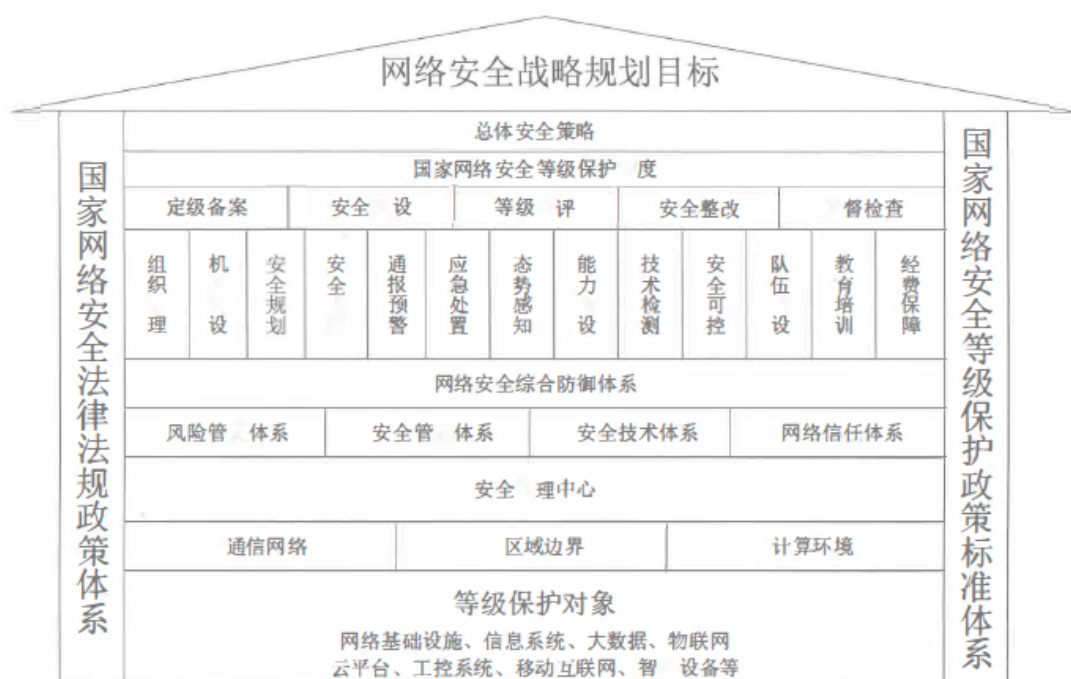 网络安全战略规划目标
国家网络安全法律法规政策体系
总体安全策略
国家网络安全等级保护 度
定级备案 安全 设 等级 评 安全整改 督检查
组织 理 机 设 安全规划 安全 通报预警 应急处置 态势感知 能力 设 技术检测 安全可控 队伍 设 教育培训 经费保障
网络安全综合防御体系
风险管 体系 安全管 体系 安全技术体系 网络信任体系
安全 理中心
通信网络 区域边界 计算环境
等级保护对象
网络基础设施、信息系统、大数据、物联网
云平台、工控系统、移动互联网、智 设备等
国家网络安全等级保护政策标准体系